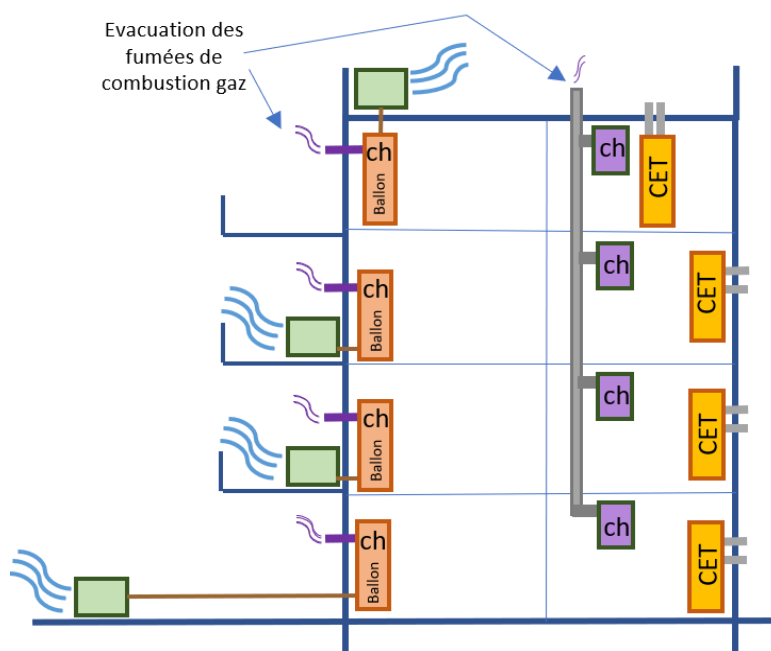 Evacuation des
fumées de
combustion gaz
ch
Ballon
ch
CET
ch
Ballon
ch
CET
ch
Ballon
ch
CET
ch
Ballon
ch
CET